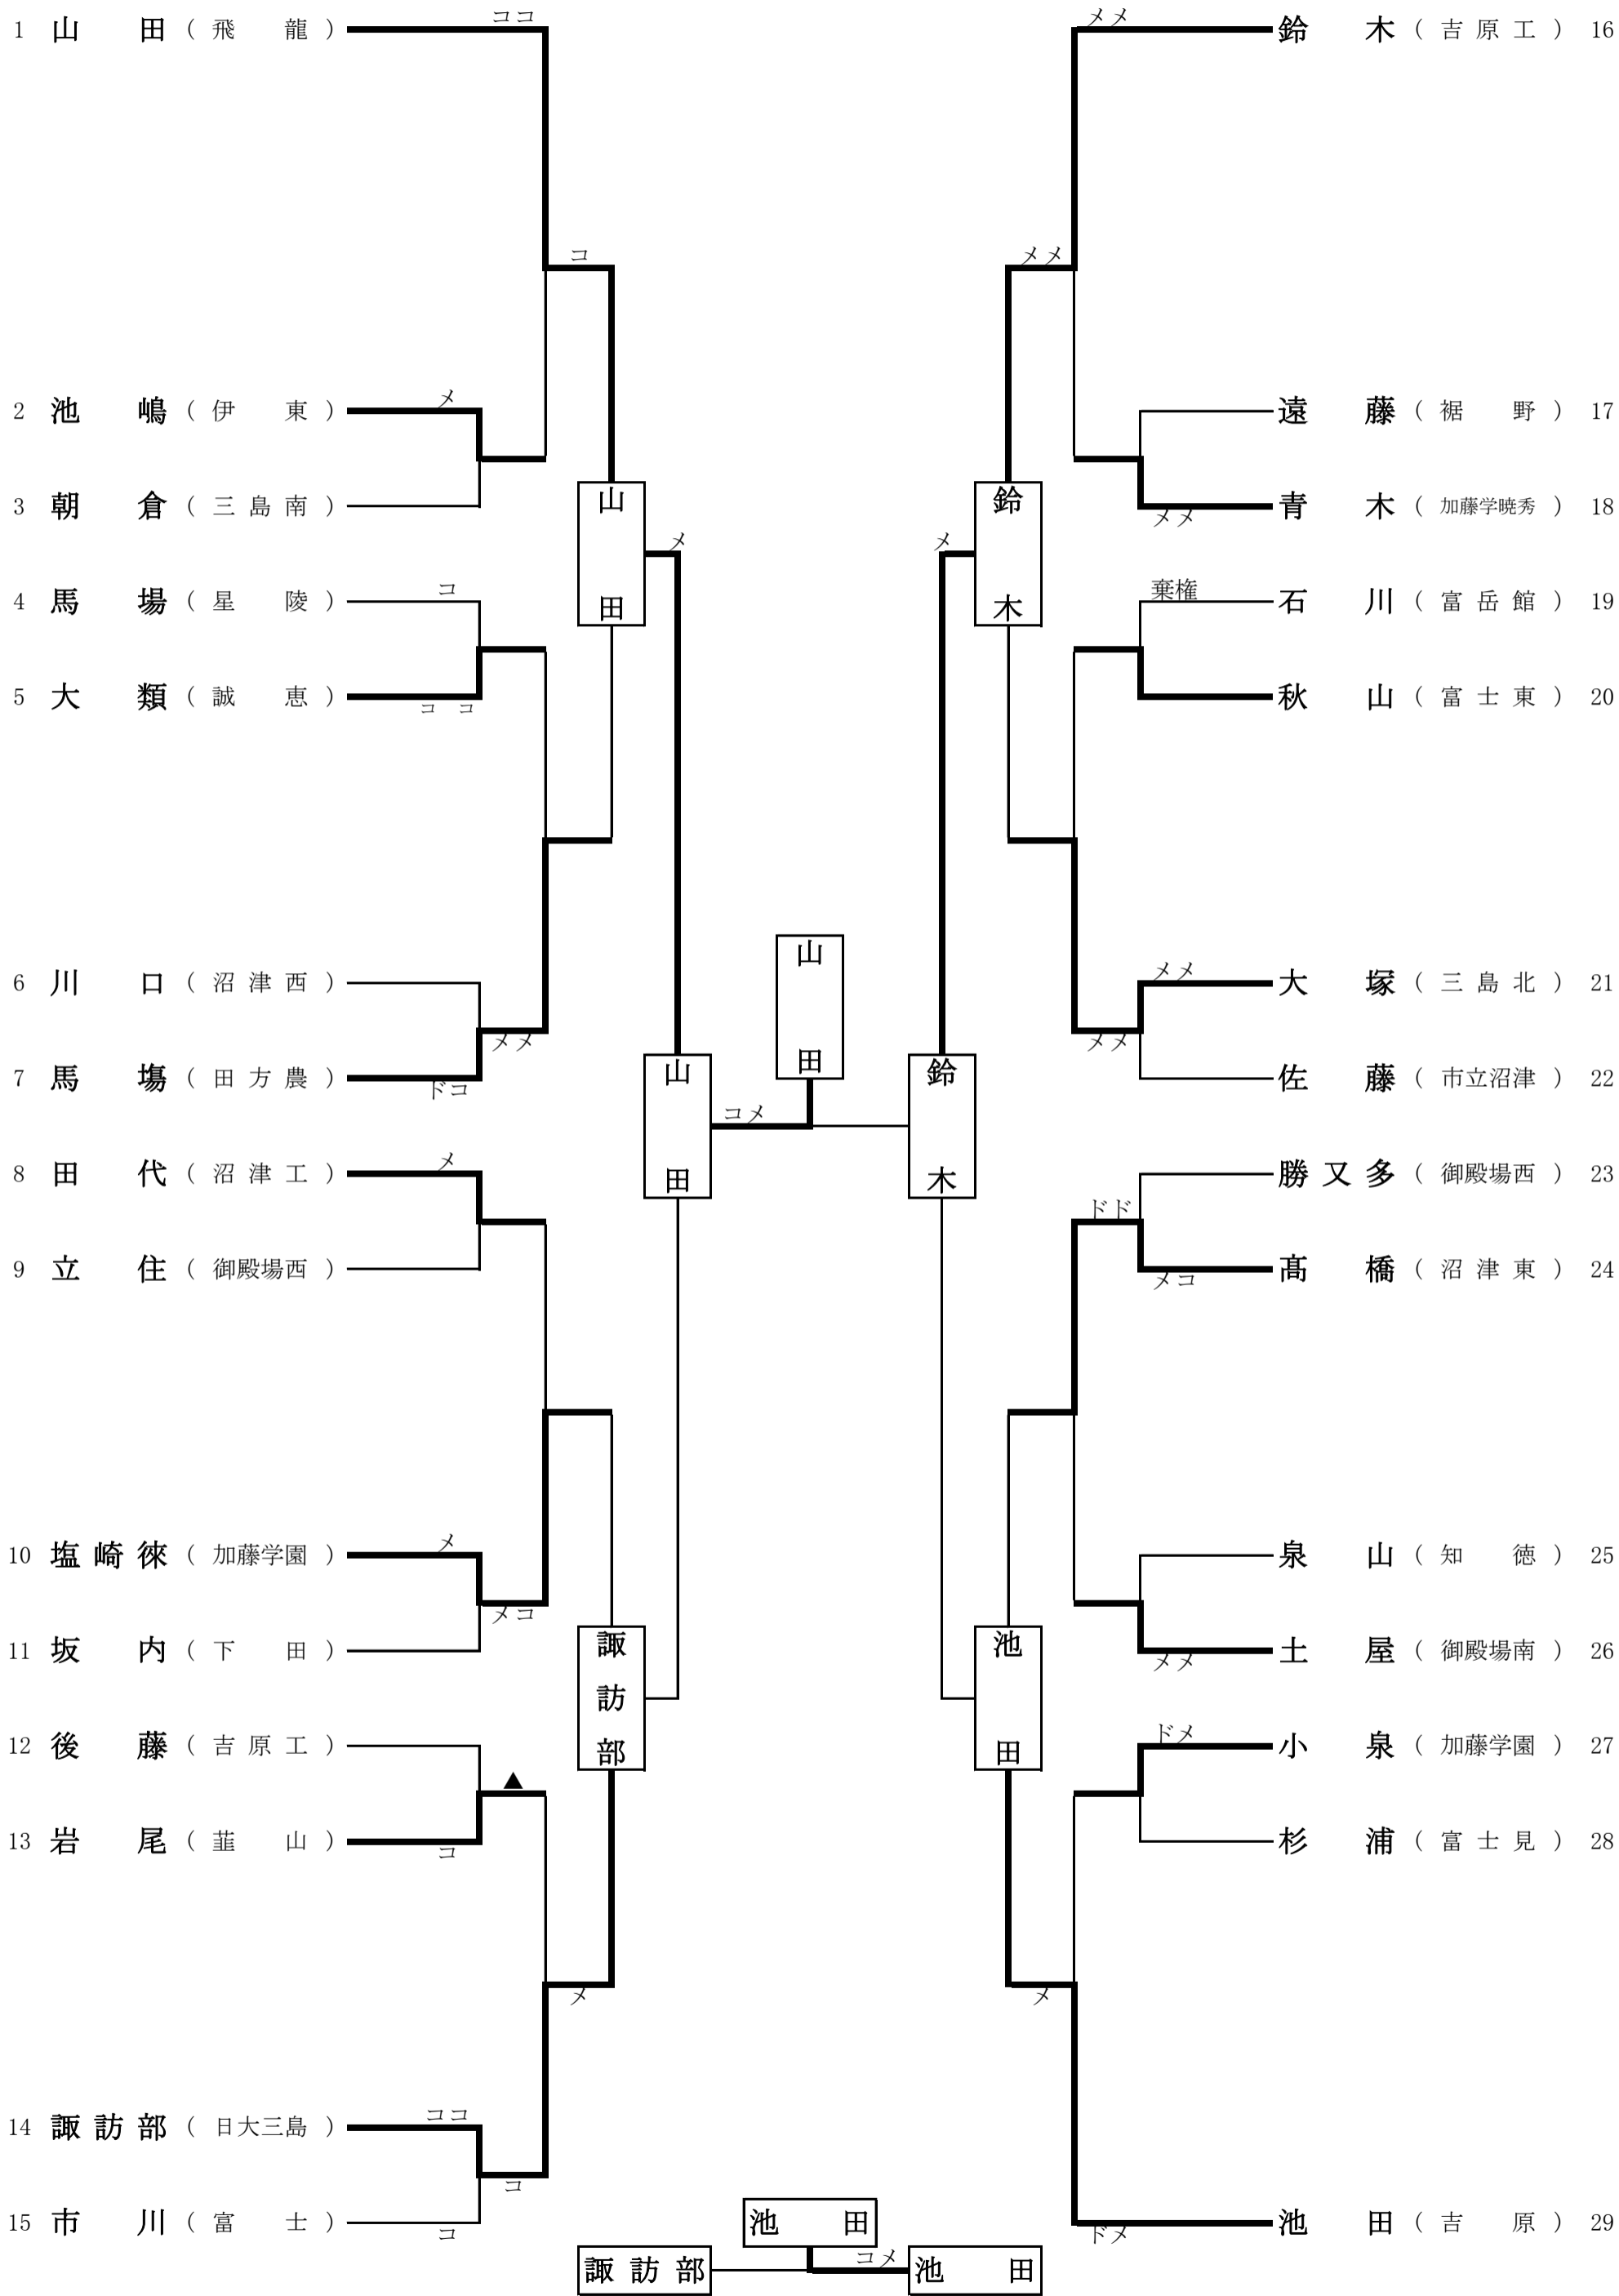 ココ
1 山田（飛龍）
コ
メ
2 池嶋（伊東）
3 朝倉（三島南）
コ
4 馬場（星陵）
5 大類（誠恵）
ココ
6 川口（沼津西）
メメ
7 馬塲（田方農）
ドコ
メ
8 田代（沼津工）
9 立住（御殿場西）
メ
10 塩崎徠（加藤学園）
メコ
11 坂内（下田）
12 後藤（吉原工）
▲
13 岩尾（韮山）
コ
メ
ココ
14 諏訪部（日大三島）
コ
15 市川（富士）
コ
山田
メ
山田
コメ
諏訪部
山田
鈴木
メ
鈴木
池田
メメ
鈴木（吉原工）16
メメ
遠藤（裾野）17
青木（加藤学暁秀）18
メメ
棄権
石川（富岳館）19
秋山（富士東）20
メメ
大塚（三島北）21
メメ
佐藤（市立沼津）22
勝又多（御殿場西）23
ドド
髙橋（沼津東）24
メコ
泉山（知徳）25
土屋（御殿場南）26
メメ
ドメ
小泉（加藤学園）27
杉浦（富士見）28
メ
池田（吉原）29
ドメ
池田
諏訪部
コメ
池田